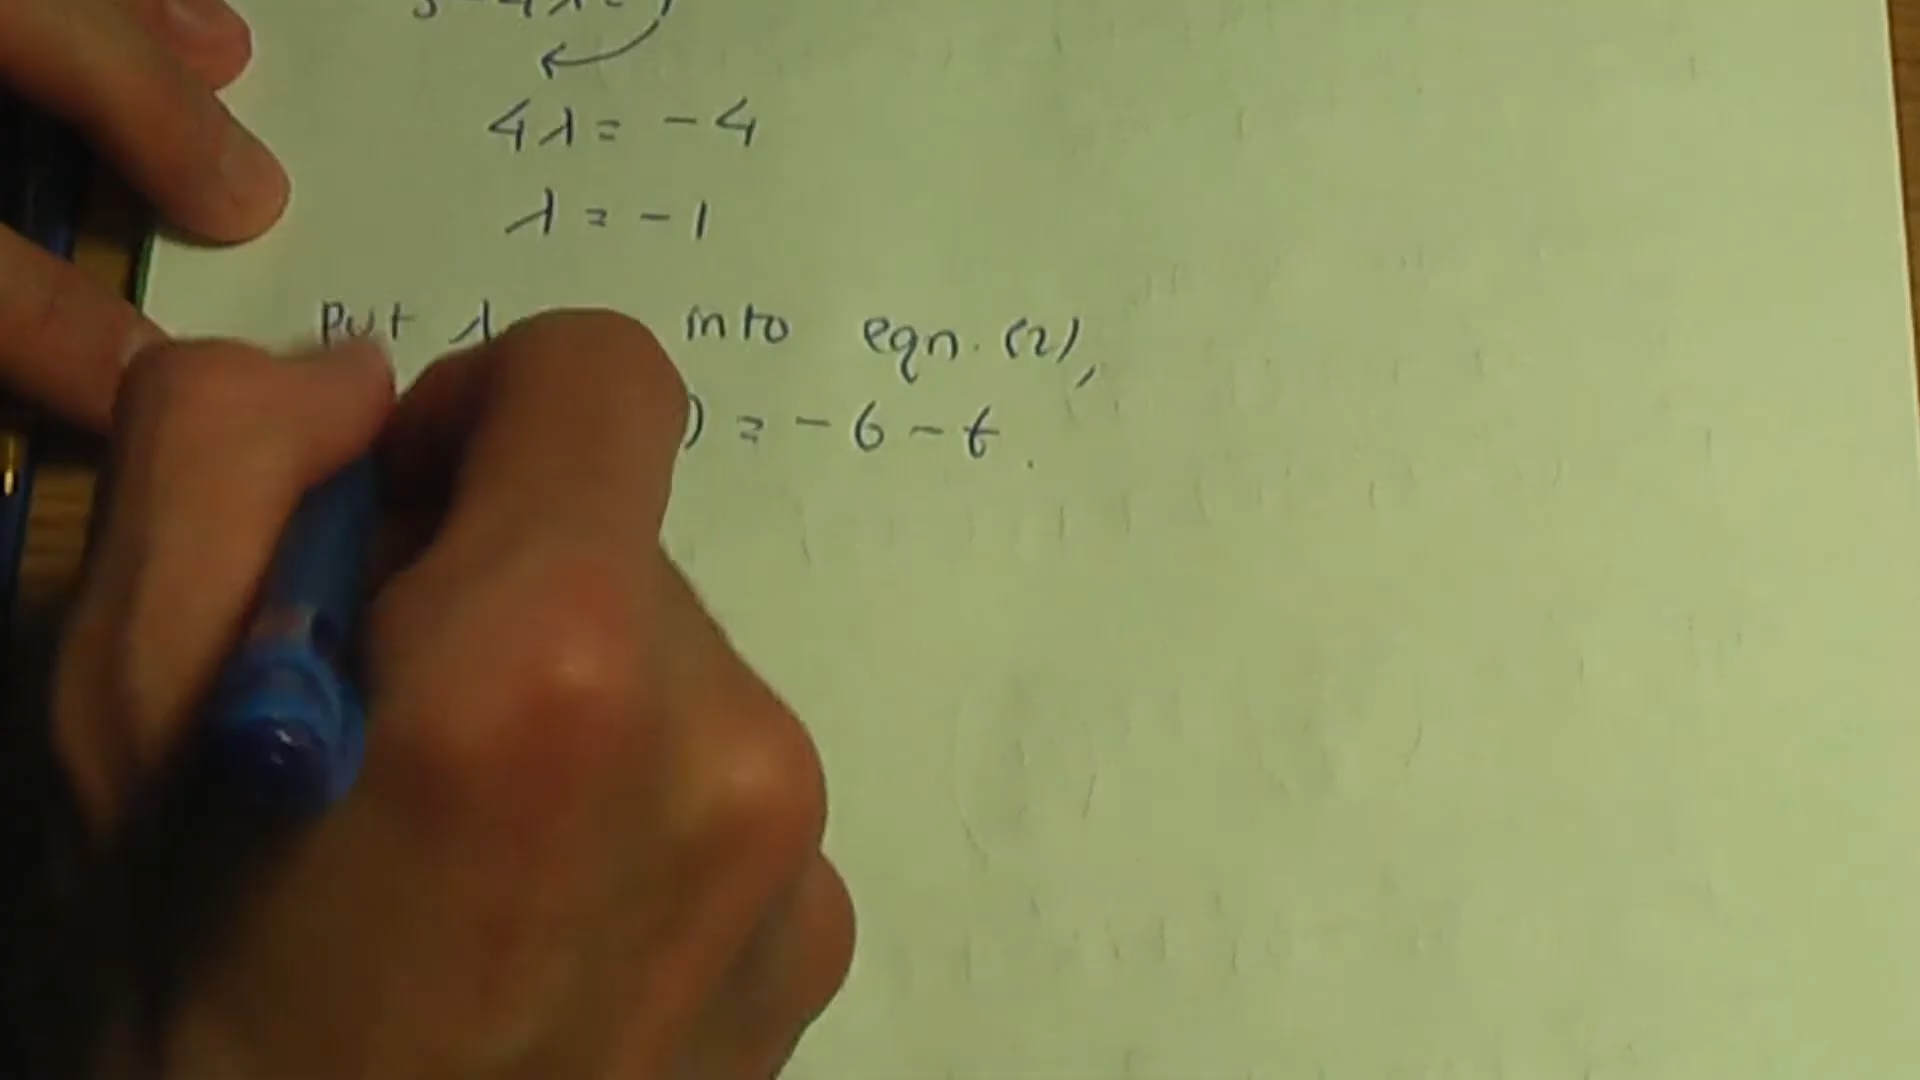 4λ = -4
λ = -1
put λ into eqn. (2),
) = -6 - t